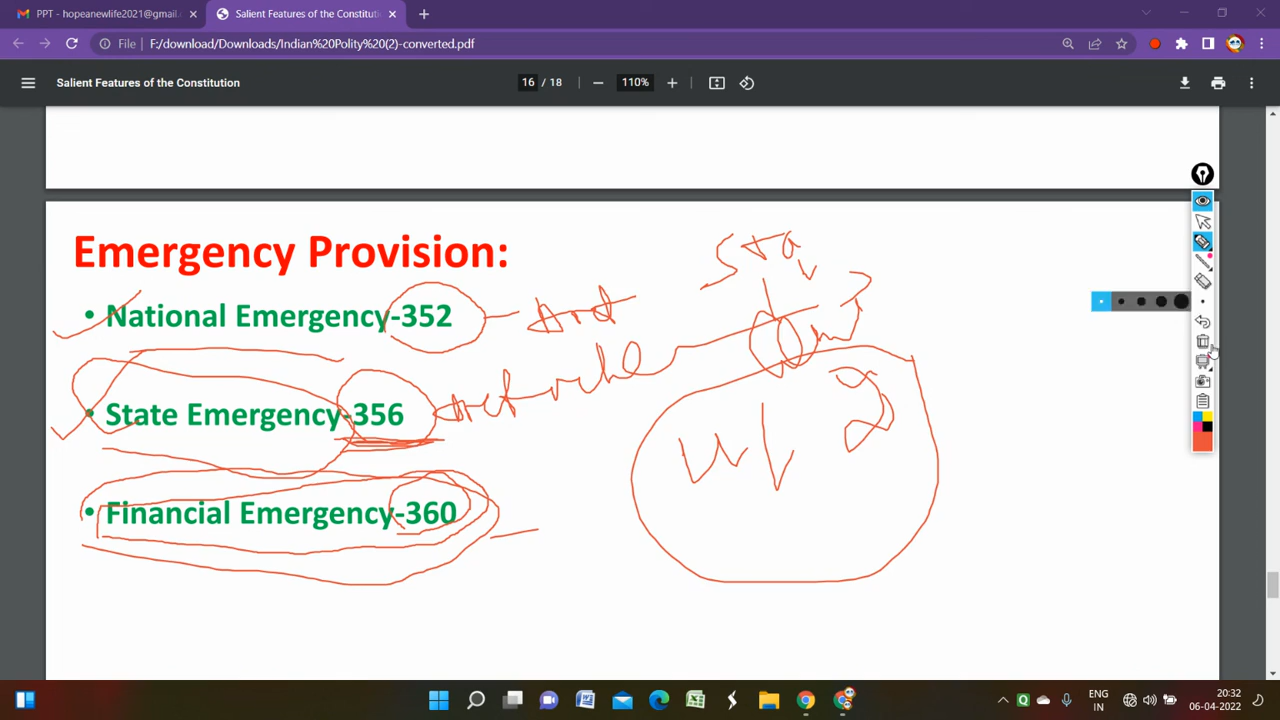 PPT - hopeanewlife2021@gmail.
Salient Features of the Constituti
File F:/download/Downloads/Indian%20Polity%20(2)-converted.pdf
Salient Features of the Constitution
16 / 18
110%
Emergency Provision:
• National Emergency-352
• State Emergency-356
• Financial Emergency-360
ENG
IN
20:32
06-04-2022